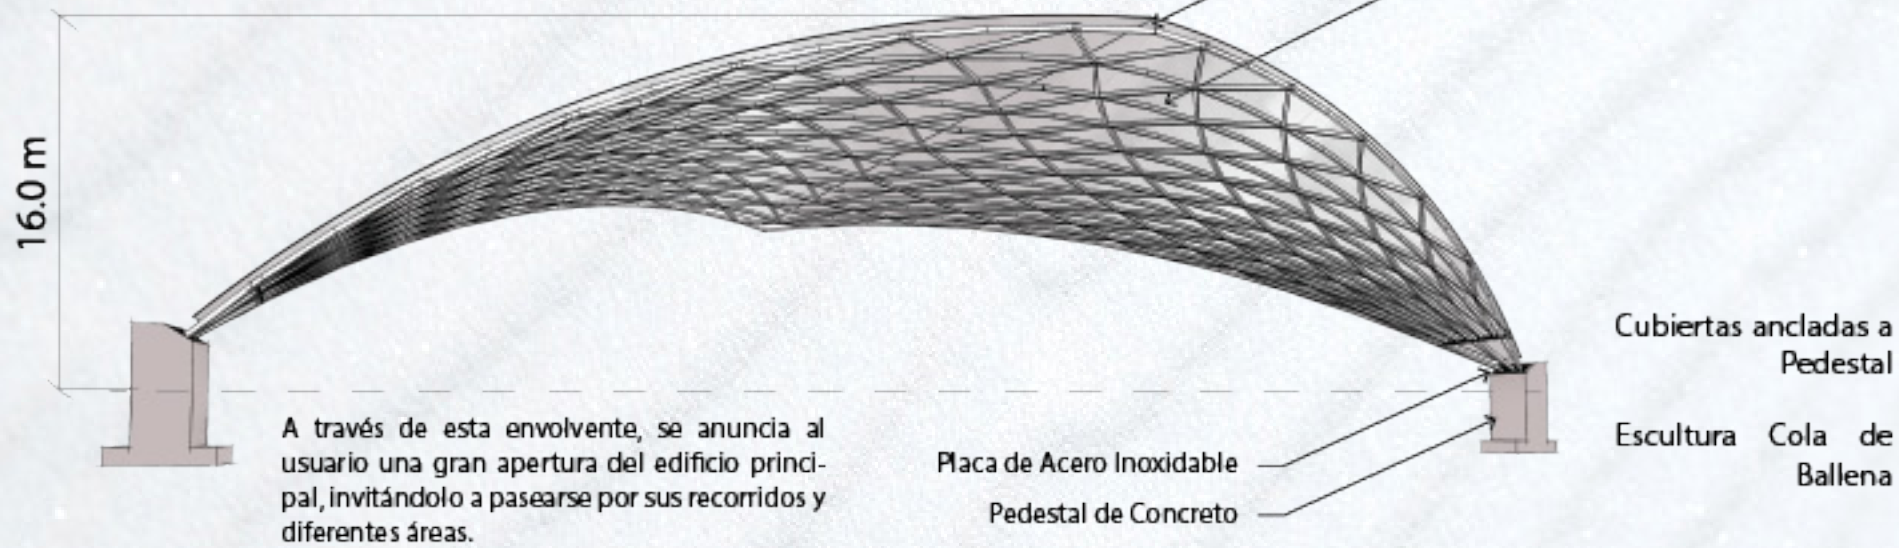 16.0 m
A través de esta envolvente, se anuncia al
usuario una gran apertura del edificio princi-
pal, invitándolo a pasearse por sus recorridos y
diferentes áreas.
Placa de Acero Inoxidable
Pedestal de Concreto
Cubiertas ancladas a
Pedestal
Escultura Cola de
Ballena